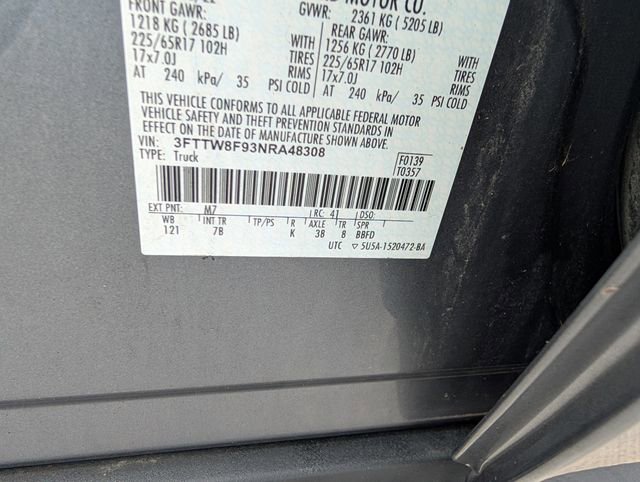 MOTOR CO.
FRONT GAWR: GVWR: 2361 KG ( 5205 LB)
1218 KG ( 2685 LB) REAR GAWR:
225/65R17 102H WITH 1256 KG ( 2770 LB)
17x7.0J TIRES 225/65R17 102H WITH
AT 240 kPa/ 35 RIMS 17x7.0J TIRES
PSI COLD AT 240 kPa/ 35 RIMS
PSI COLD
THIS VEHICLE CONFORMS TO ALL APPLICABLE FEDERAL MOTOR
VEHICLE SAFETY AND THEFT PREVENTION STANDARDS IN
EFFECT ON THE DATE OF MANUFACTURE SHOWN ABOVE.
VIN: 3FTTW8F93NRA48308
TYPE: Truck F0139
T0357
EXT PNT: M7 RC: 41 DSO:
WB INT TR TP/PS R AXLE TR SPR
121 7B K 38 8 BBFD
UTC ▽ 5U5A-1520472-BA